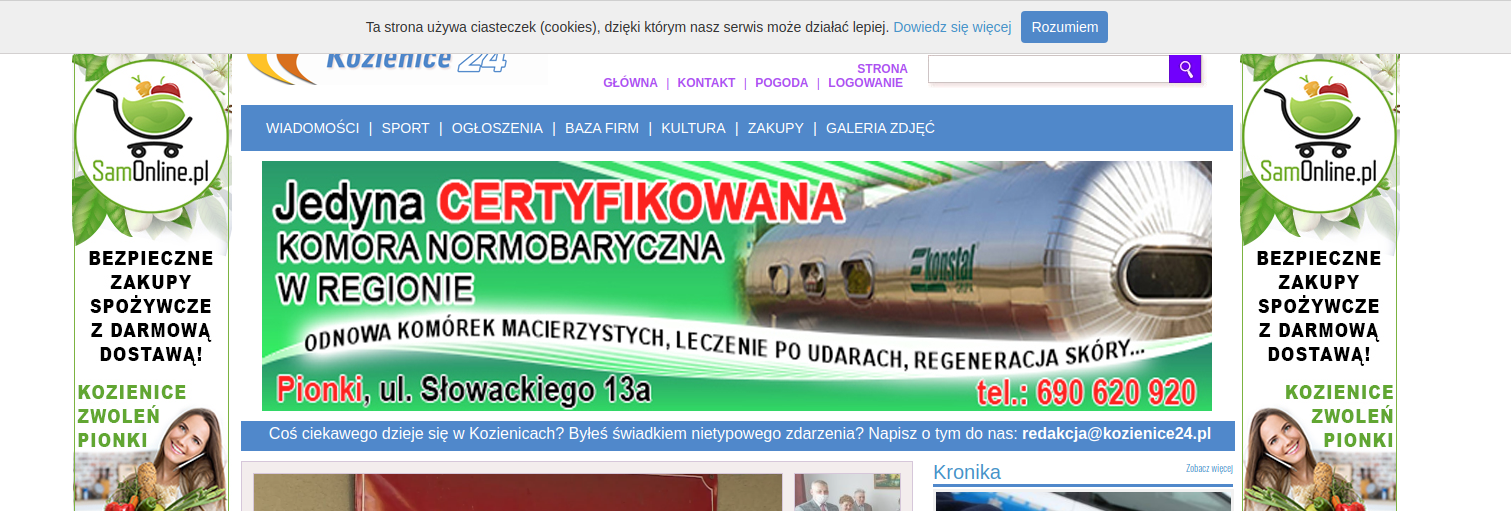 Ta strona używa ciasteczek (cookies), dzięki którym nasz serwis może działać lepiej. Dowiedz się więcej Rozumiem
Kozienice 24
STRONA
GŁÓWNA | KONTAKT | POGODA | LOGOWANIE
WIADOMOŚCI | SPORT | OGŁOSZENIA | BAZA FIRM | KULTURA | ZAKUPY | GALERIA ZDJĘĆ
SamOnline.pl
BEZPIECZNE
ZAKUPY
SPOŻYWCZE
Z DARMOWĄ
DOSTAWĄ!
KOZIENICE
ZWOLEŃ
PIONKI
Jedyna CERTYFIKOWANA
KOMORA NORMOBARYCZNA
W REGIONIE
Konstal
ODNOWA KOMÓREK MACIERZYSTYCH, LECZENIE PO UDARACH, REGENERACJA SKÓRY...
Pionki, ul. Słowackiego 13a
tel.: 690 620 920
SamOnline.pl
BEZPIECZNE
ZAKUPY
SPOŻYWCZE
Z DARMOWĄ
DOSTAWĄ!
KOZIENICE
ZWOLEŃ
PIONKI
Coś ciekawego dzieje się w Kozienicach? Byłeś świadkiem nietypowego zdarzenia? Napisz o tym do nas: redakcja@kozienice24.pl
Kronika
Zobacz więcej